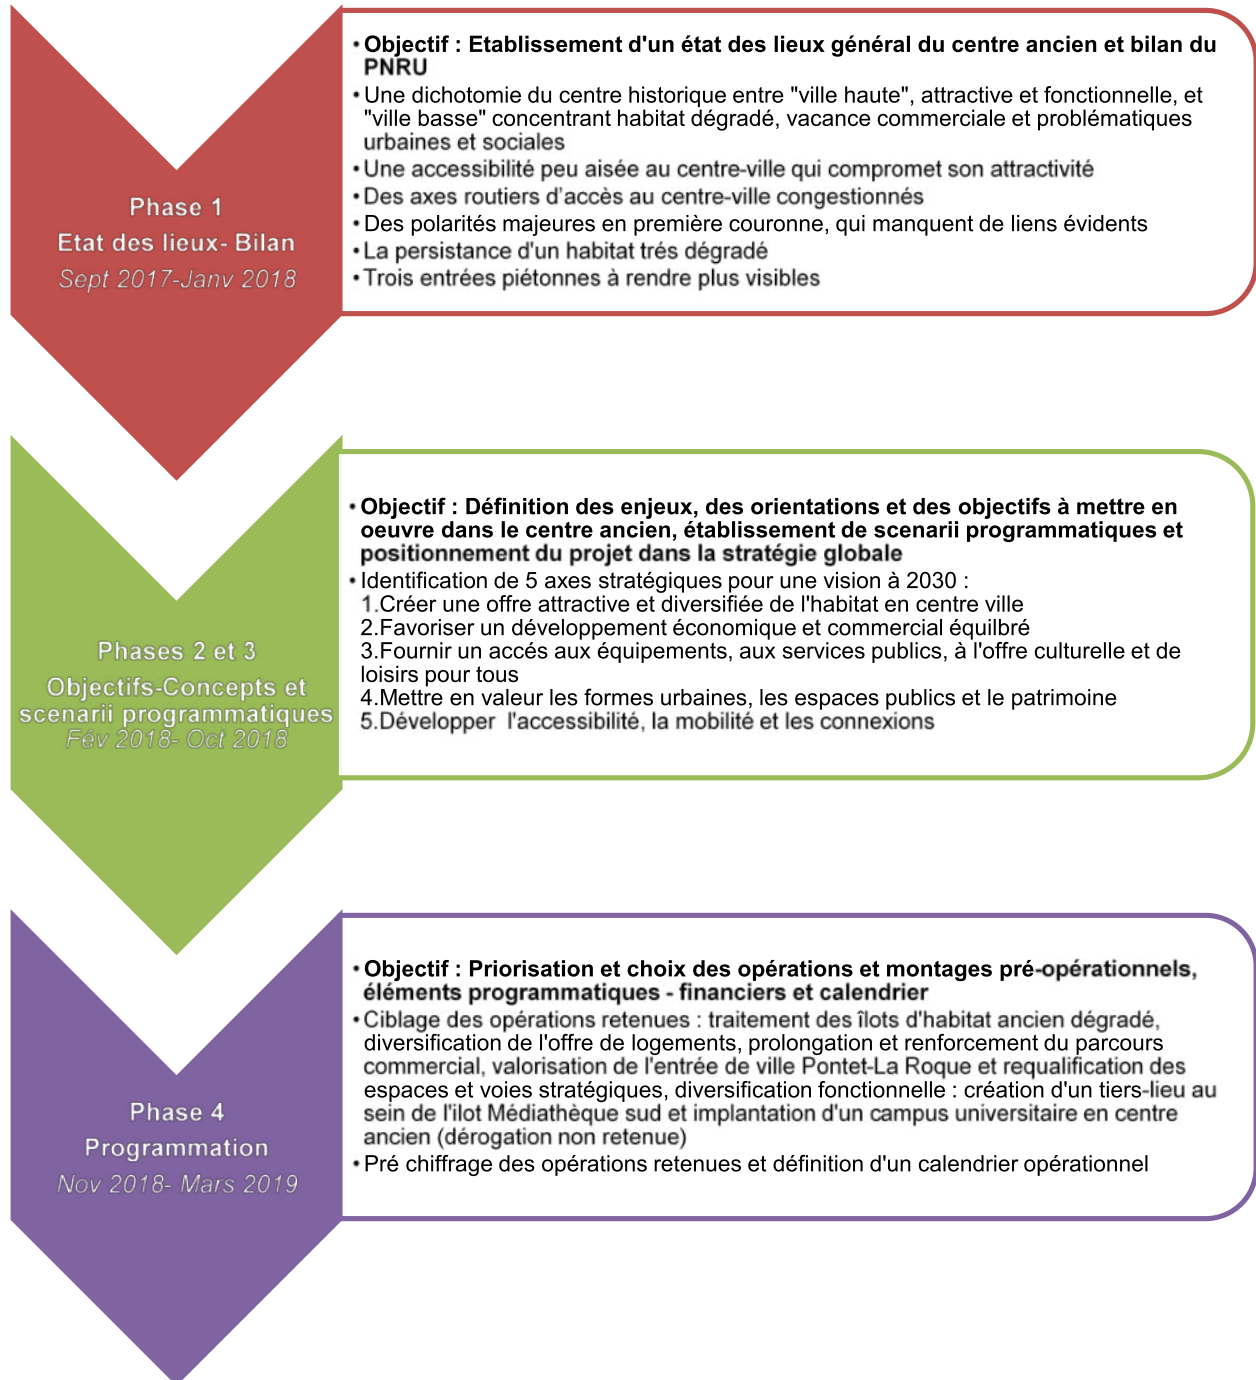 Phase 1
Etat des lieux- Bilan
Sept 2017-Janv 2018
• Objectif : Etablissement d'un état des lieux général du centre ancien et bilan du
PNRU
• Une dichotomie du centre historique entre "ville haute", attractive et fonctionnelle, et
"ville basse" concentrant habitat dégradé, vacance commerciale et problématiques
urbaines et sociales
• Une accessibilité peu aisée au centre-ville qui compromet son attractivité
• Des axes routiers d’accès au centre-ville congestionnés
• Des polarités majeures en première couronne, qui manquent de liens évidents
• La persistance d'un habitat trés dégradé
• Trois entrées piétonnes à rendre plus visibles
Phases 2 et 3
Objectifs-Concepts et
scenarii programmatiques
Fév 2018- Oct 2018
• Objectif : Définition des enjeux, des orientations et des objectifs à mettre en
oeuvre dans le centre ancien, établissement de scenarii programmatiques et
positionnement du projet dans la stratégie globale
• Identification de 5 axes stratégiques pour une vision à 2030 :
1.Créer une offre attractive et diversifiée de l'habitat en centre ville
2.Favoriser un développement économique et commercial équilbré
3.Fournir un accés aux équipements, aux services publics, à l'offre culturelle et de
loisirs pour tous
4.Mettre en valeur les formes urbaines, les espaces publics et le patrimoine
5.Développer l'accessibilité, la mobilité et les connexions
Phase 4
Programmation
Nov 2018- Mars 2019
• Objectif : Priorisation et choix des opérations et montages pré-opérationnels,
éléments programmatiques - financiers et calendrier
• Ciblage des opérations retenues : traitement des îlots d'habitat ancien dégradé,
diversification de l'offre de logements, prolongation et renforcement du parcours
commercial, valorisation de l'entrée de ville Pontet-La Roque et requalification des
espaces et voies stratégiques, diversification fonctionnelle : création d'un tiers-lieu au
sein de l'ilot Médiathèque sud et implantation d'un campus universitaire en centre
ancien (dérogation non retenue)
• Pré chiffrage des opérations retenues et définition d'un calendrier opérationnel